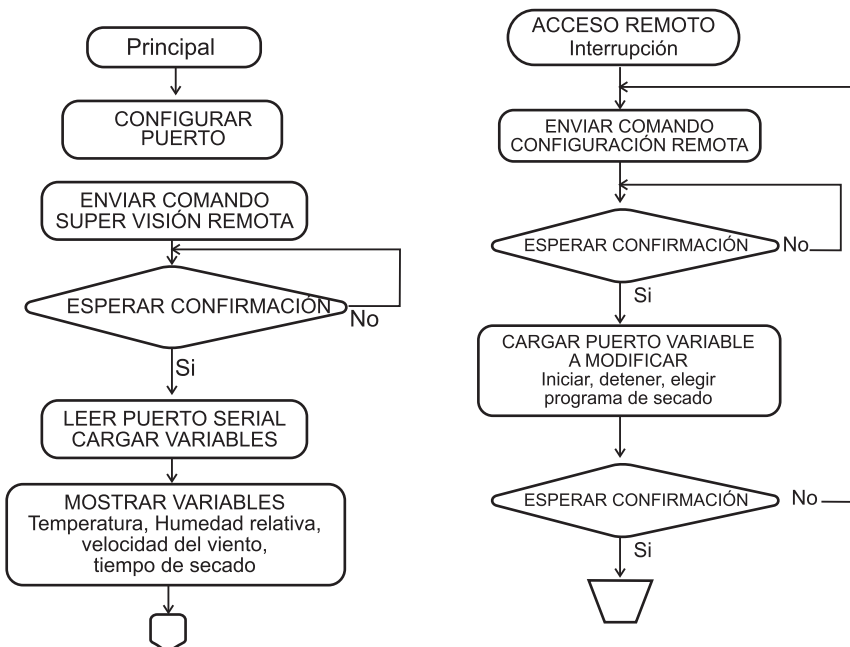 Principal
CONFIGURAR
PUERTO
ENVIAR COMANDO
SUPER VISIÓN REMOTA
ESPERAR CONFIRMACIÓN
No
Si
LEER PUERTO SERIAL
CARGAR VARIABLES
MOSTRAR VARIABLES
Temperatura, Humedad relativa,
velocidad del viento,
tiempo de secado
ACCESO REMOTO
Interrupción
ENVIAR COMANDO
CONFIGURACIÓN REMOTA
ESPERAR CONFIRMACIÓN
No
Si
CARGAR PUERTO VARIABLE
A MODIFICAR
Iniciar, detener, elegir
programa de secado
ESPERAR CONFIRMACIÓN
No
Si